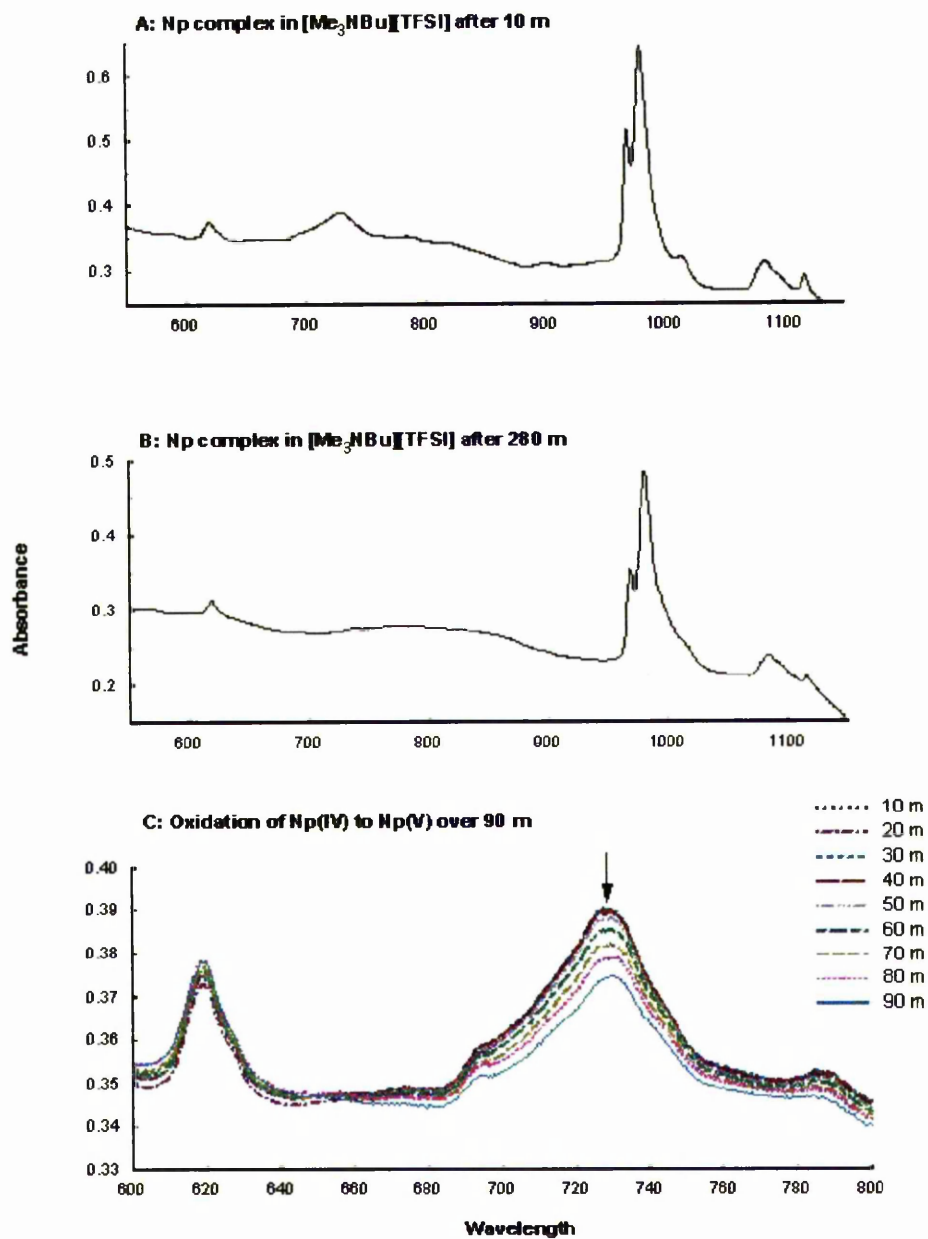 A: Np complex in [Me3NBu][TFSI] after 10 m
0.6
0.5
0.4
0.3
600 700 800 900 1000 1100
B: Np complex in [Me3NBu][TFSI] after 280 m
0.5
0.4
0.3
0.2
600 700 800 900 1000 1100
Absorbance
C: Oxidation of Np(IV) to Np(V) over 90 m
10 m
20 m
30 m
40 m
50 m
60 m
70 m
80 m
90 m
0.40
0.39
0.38
0.37
0.36
0.35
0.34
0.33
600 620 640 660 680 700 720 740 760 780 800
Wavelength